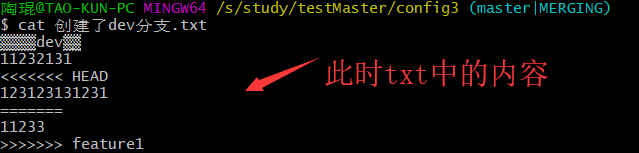 陶琨@TAO-KUN-PC MINGW64 /s/study/testMaster/config3 (master|MERGING)
$ cat 创建了dev分支.txt
▒▒▒▒dev▒▒
11232131
<<<<<<< HEAD
123123131231
=======
11233
>>>>>>> feature1
此时txt中的内容